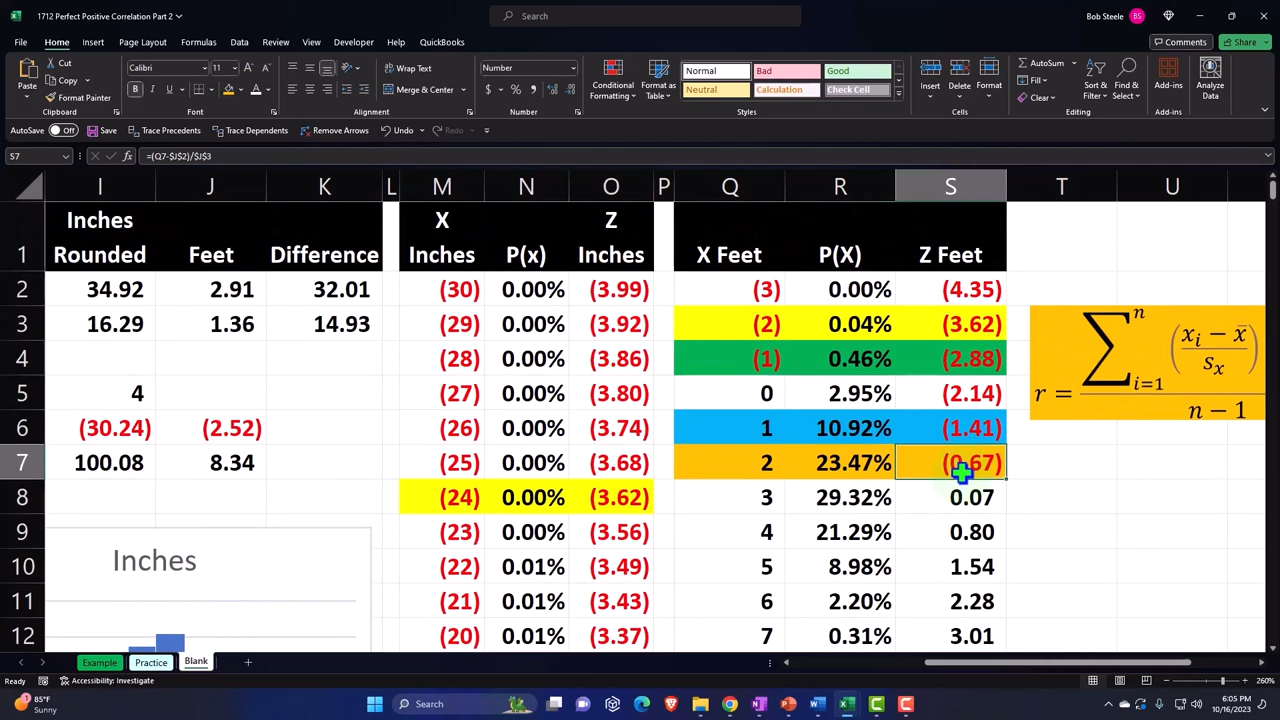 1712 Perfect Positive Correlation Part 2
Search
Bob Steele
BS
File Home Insert Page Layout Formulas Data Review View Developer Help QuickBooks
Comments Share
Cut
Copy
Format Painter
Paste
Clipboard
Calibri 11
B I U
Font
Wrap Text
Merge & Center
Alignment
Number
$ % ,
Number
Conditional Formatting
Format as Table
Normal Bad Good
Neutral Calculation Check Cell
Styles
Insert Delete Format
Cells
AutoSum
Fill
Clear
Sort & Filter
Find & Select
Editing
Add-ins
Add-ins
Analyze Data
AutoSave Off Save Trace Precedents Trace Dependents Remove Arrows Undo Redo
S7 fx =(Q7-$J$2)/$J$3
I J K L M N O P Q R S T U
Inches X Z
1 Rounded Feet Difference Inches P(x) Inches X Feet P(X) Z Feet
2 34.92 2.91 32.01 (30) 0.00% (3.99) (3) 0.00% (4.35)
3 16.29 1.36 14.93 (29) 0.00% (3.92) (2) 0.04% (3.62)
4 (28) 0.00% (3.86) (1) 0.46% (2.88)
5 4 (27) 0.00% (3.80) 0 2.95% (2.14)
6 (30.24) (2.52) (26) 0.00% (3.74) 1 10.92% (1.41)
7 100.08 8.34 (25) 0.00% (3.68) 2 23.47% (0.67)
8 (24) 0.00% (3.62) 3 29.32% 0.07
9 (23) 0.00% (3.56) 4 21.29% 0.80
10 (22) 0.01% (3.49) 5 8.98% 1.54
11 (21) 0.01% (3.43) 6 2.20% 2.28
12 (20) 0.01% (3.37) 7 0.31% 3.01
r = ∑ n i=1 ( xᵢ − x̄ / sₓ ) / n − 1
Inches
Example Practice Blank
Ready Accessibility: Investigate 260%
85°F
Sunny
Search
6:05 PM
10/16/2023